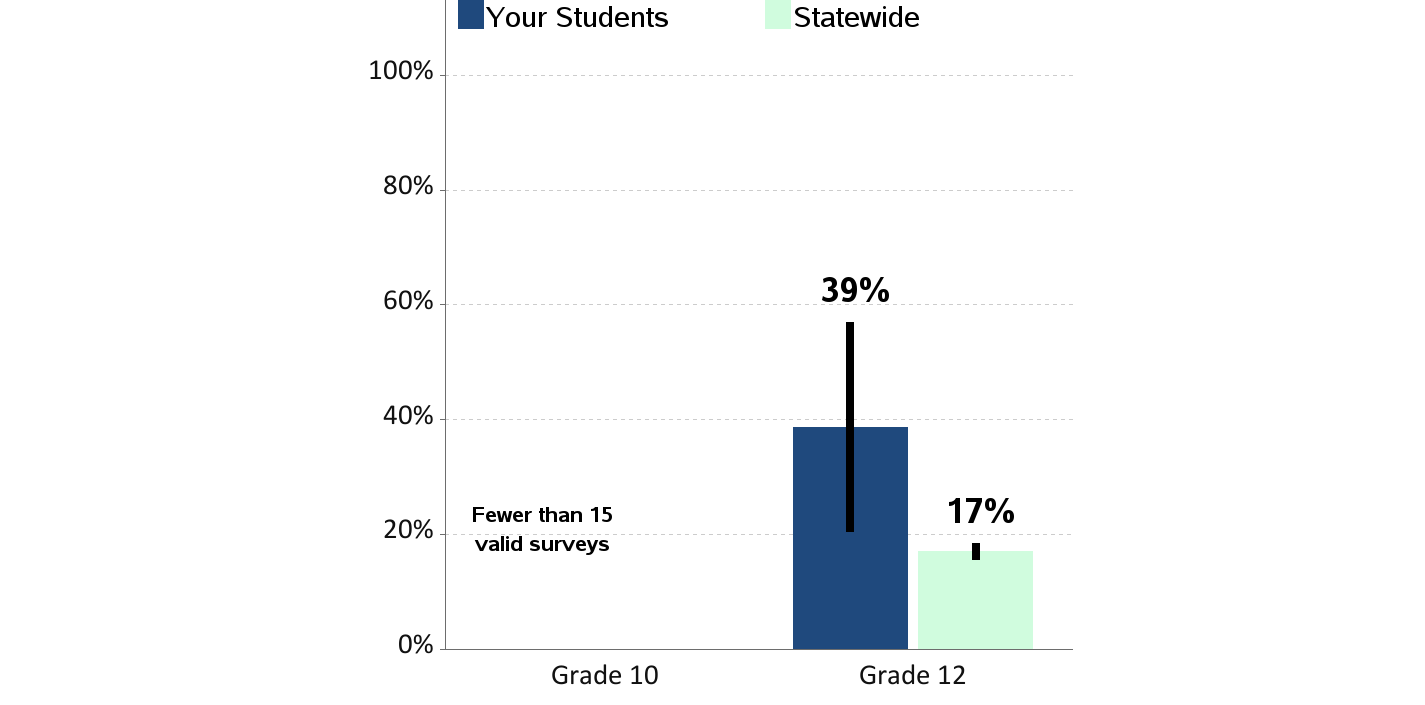 Your Students Statewide
100%
80%
60%
40%
20%
0%
39%
17%
Fewer than 15
valid surveys
Grade 10 Grade 12